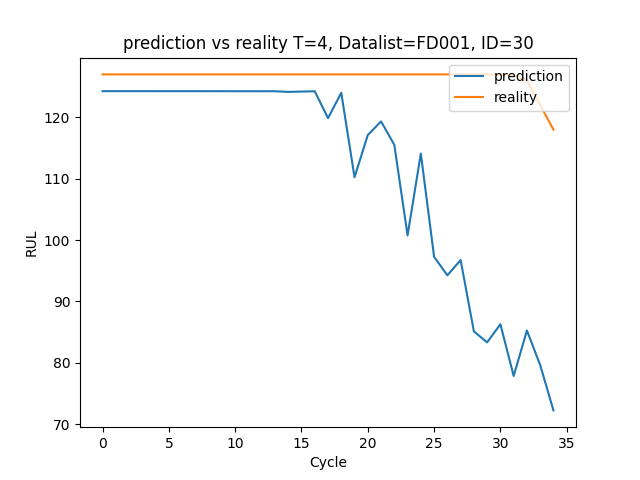 prediction vs reality T=4, Datalist=FD001, ID=30
prediction
reality
RUL
120
110
100
90
80
70
0 5 10 15 20 25 30 35
Cycle